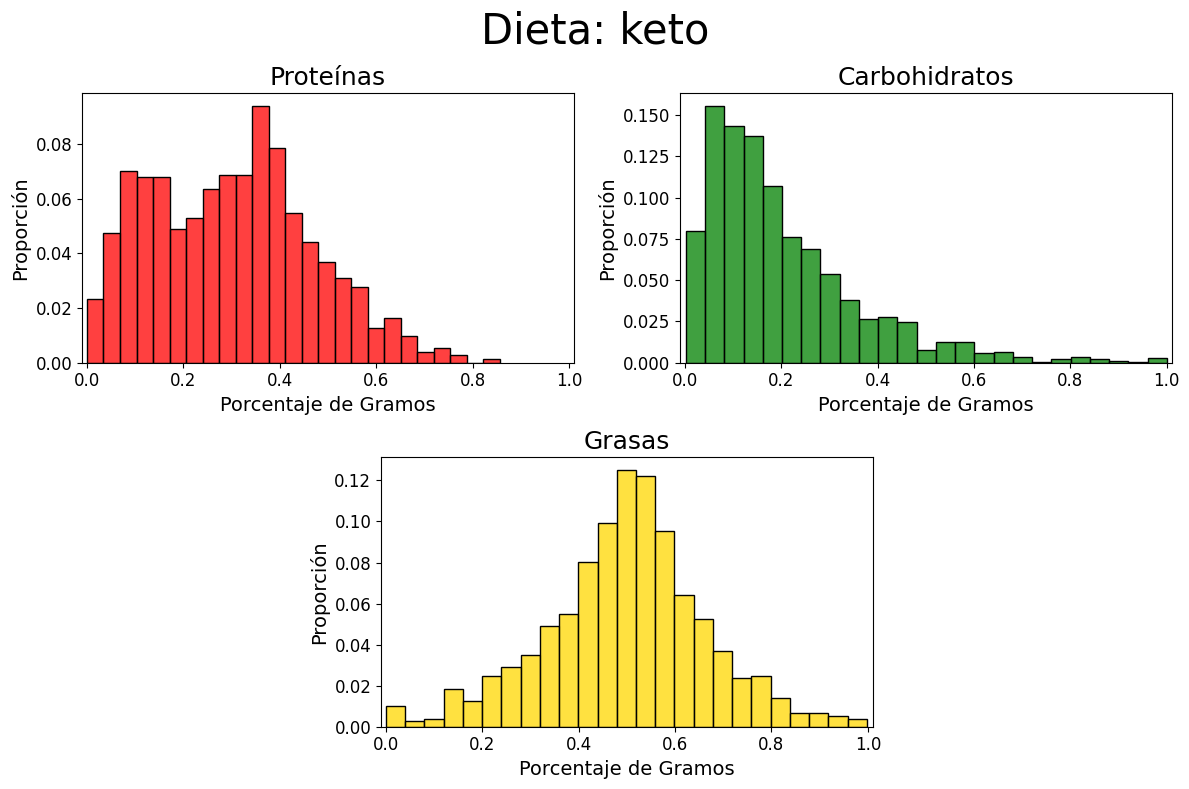 Dieta: keto
Proteínas
Proporción
0.08
0.06
0.04
0.02
0.00
0.0 0.2 0.4 0.6 0.8 1.0
Porcentaje de Gramos
Carbohidratos
Proporción
0.150
0.125
0.100
0.075
0.050
0.025
0.000
0.0 0.2 0.4 0.6 0.8 1.0
Porcentaje de Gramos
Grasas
Proporción
0.12
0.10
0.08
0.06
0.04
0.02
0.00
0.0 0.2 0.4 0.6 0.8 1.0
Porcentaje de Gramos